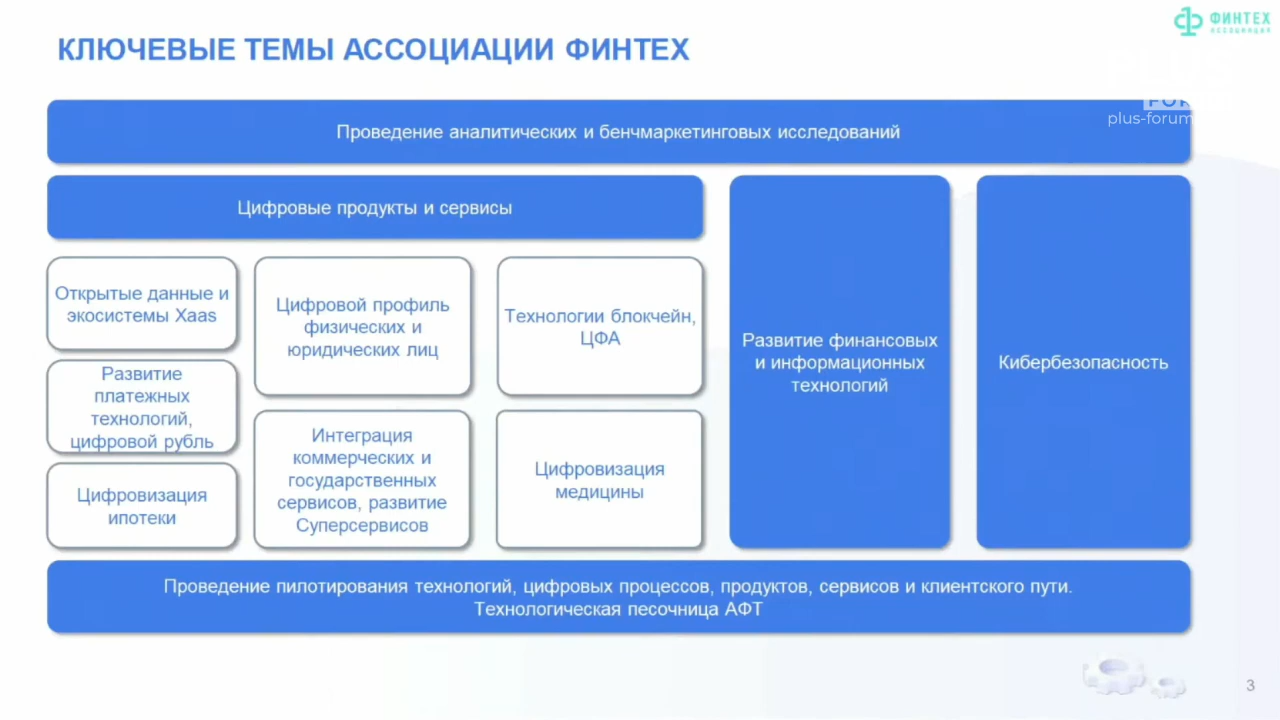 ФИНТЕХ
АССОЦИАЦИЯ
КЛЮЧЕВЫЕ ТЕМЫ АССОЦИАЦИИ ФИНТЕХ
PLUS
plus-forum
Проведение аналитических и бенчмаркетинговых исследований
Цифровые продукты и сервисы
Открытые данные и
экосистемы Xaas
Развитие
платежных
технологий,
цифровой рубль
Цифровизация
ипотеки
Цифровой профиль
физических и
юридических лиц
Интеграция
коммерческих и
государственных
сервисов, развитие
Суперсервисов
Технологии блокчейн,
ЦФА
Цифровизация
медицины
Развитие финансовых
и информационных
технологий
Кибербезопасность
Проведение пилотирования технологий, цифровых процессов, продуктов, сервисов и клиентского пути.
Технологическая песочница АФТ
3